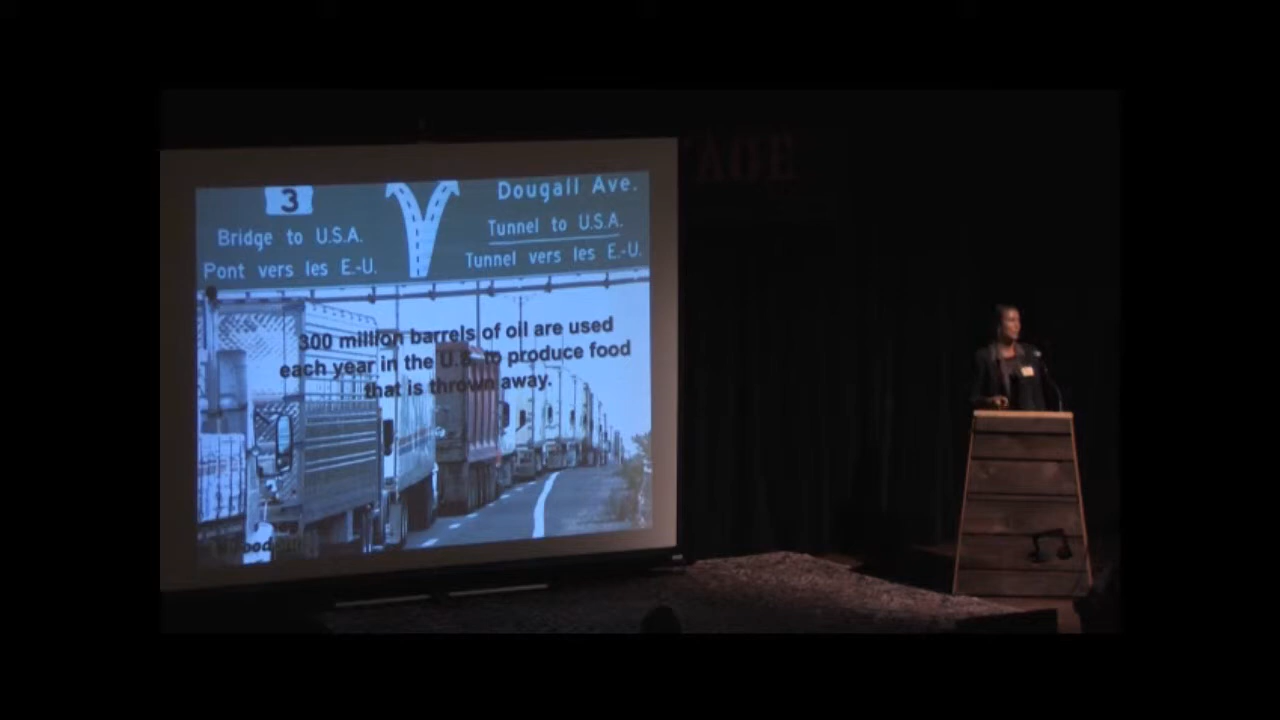 3
Dougall Ave.
Bridge to U.S.A.
Tunnel to U.S.A.
Pont vers les E.-U.
Tunnel vers les E.-U.
300 million barrels of oil are used
each year in the U.S. to produce food
that is thrown away.